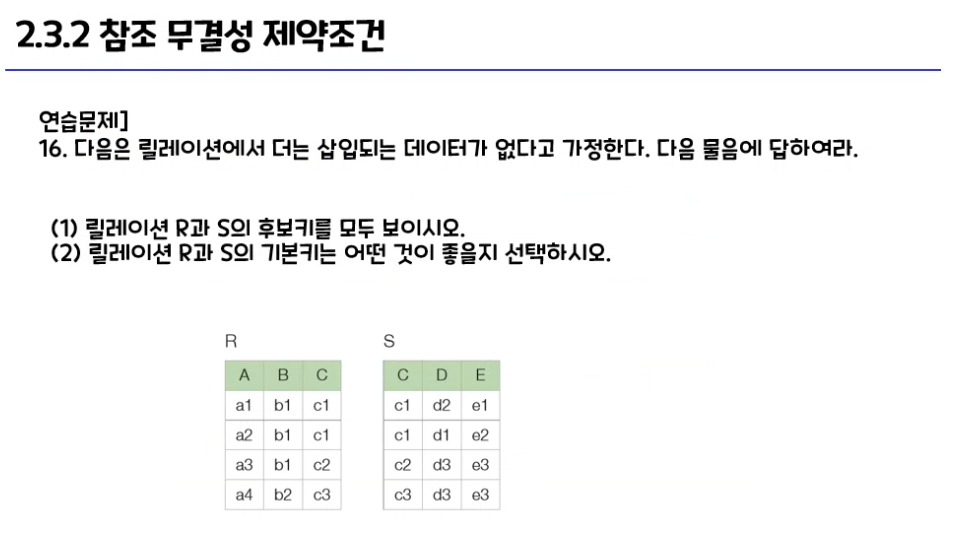 2.3.2 참조 무결성 제약조건
연습문제]
16. 다음은 릴레이션에서 더는 삽입되는 데이터가 없다고 가정한다. 다음 물음에 답하여라.
(1) 릴레이션 R과 S의 후보키를 모두 보이시오.
(2) 릴레이션 R과 S의 기본키는 어떤 것이 좋을지 선택하시오.
R
A B C
a1 b1 c1
a2 b1 c1
a3 b1 c2
a4 b2 c3
S
C D E
c1 d2 e1
c1 d1 e2
c2 d3 e3
c3 d3 e3